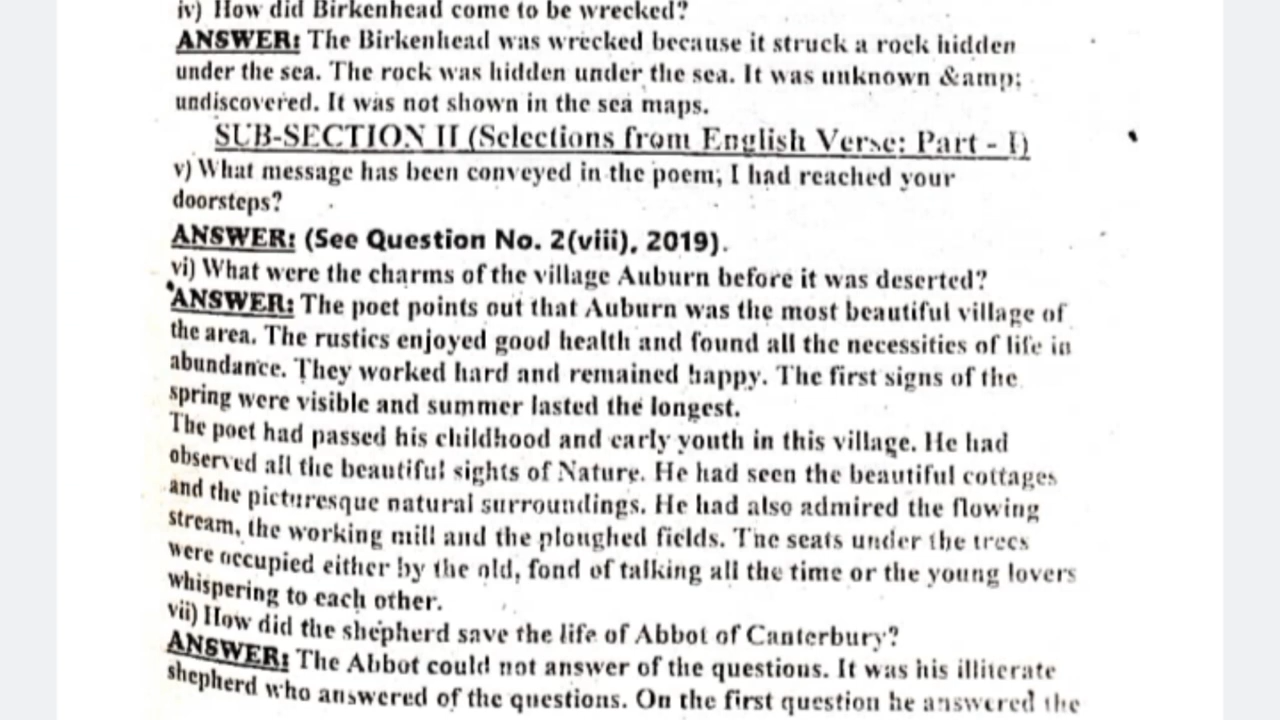 iv) How did Birkenhead come to be wrecked?
ANSWER: The Birkenhead was wrecked because it struck a rock hidden
under the sea. The rock was hidden under the sea. It was unknown &amp;
undiscovered. It was not shown in the sea maps.
SUB-SECTION II (Selections from English Verse: Part - I)
v) What message has been conveyed in the poem; I had reached your
doorsteps?
ANSWER: (See Question No. 2(viii), 2019).
vi) What were the charms of the village Auburn before it was deserted?
ANSWER: The poet points out that Auburn was the most beautiful village of
the area. The rustics enjoyed good health and found all the necessities of life in
abundance. They worked hard and remained happy. The first signs of the
spring were visible and summer lasted the longest.
The poet had passed his childhood and early youth in this village. He had
observed all the beautiful sights of Nature. He had seen the beautiful cottages
and the picturesque natural surroundings. He had also admired the flowing
stream, the working mill and the ploughed fields. The seats under the trees
were occupied either by the old, fond of talking all the time or the young lovers
whispering to each other.
vii) How did the shepherd save the life of Abbot of Canterbury?
ANSWER: The Abbot could not answer of the questions. It was his illiterate
shepherd who answered of the questions. On the first question he answered the